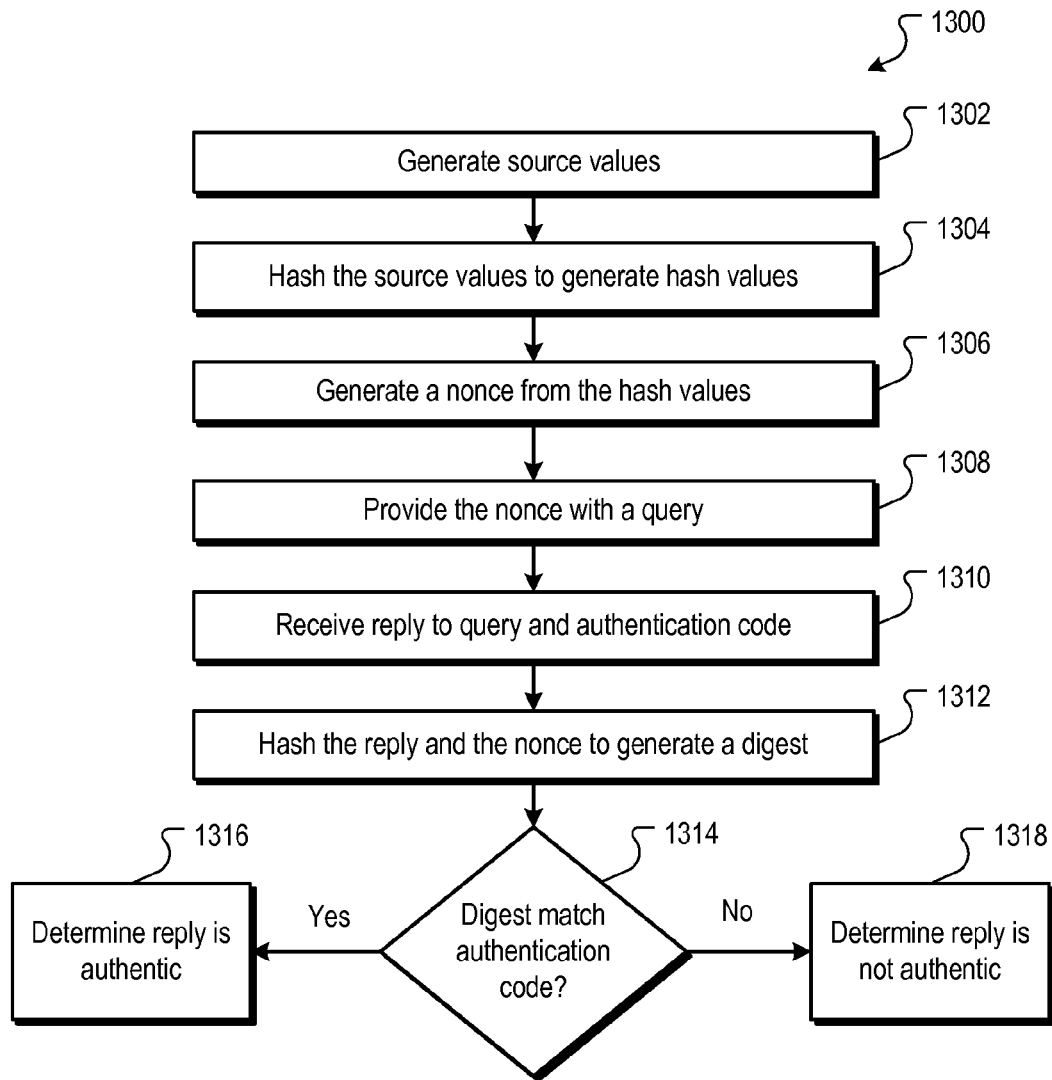 1300
1302
Generate source values
1304
Hash the source values to generate hash values
1306
Generate a nonce from the hash values
1308
Provide the nonce with a query
1310
Receive reply to query and authentication code
1312
Hash the reply and the nonce to generate a digest
1316
1314
1318
Determine reply is
authentic
Yes
Digest match
authentication
code?
No
Determine reply is
not authentic